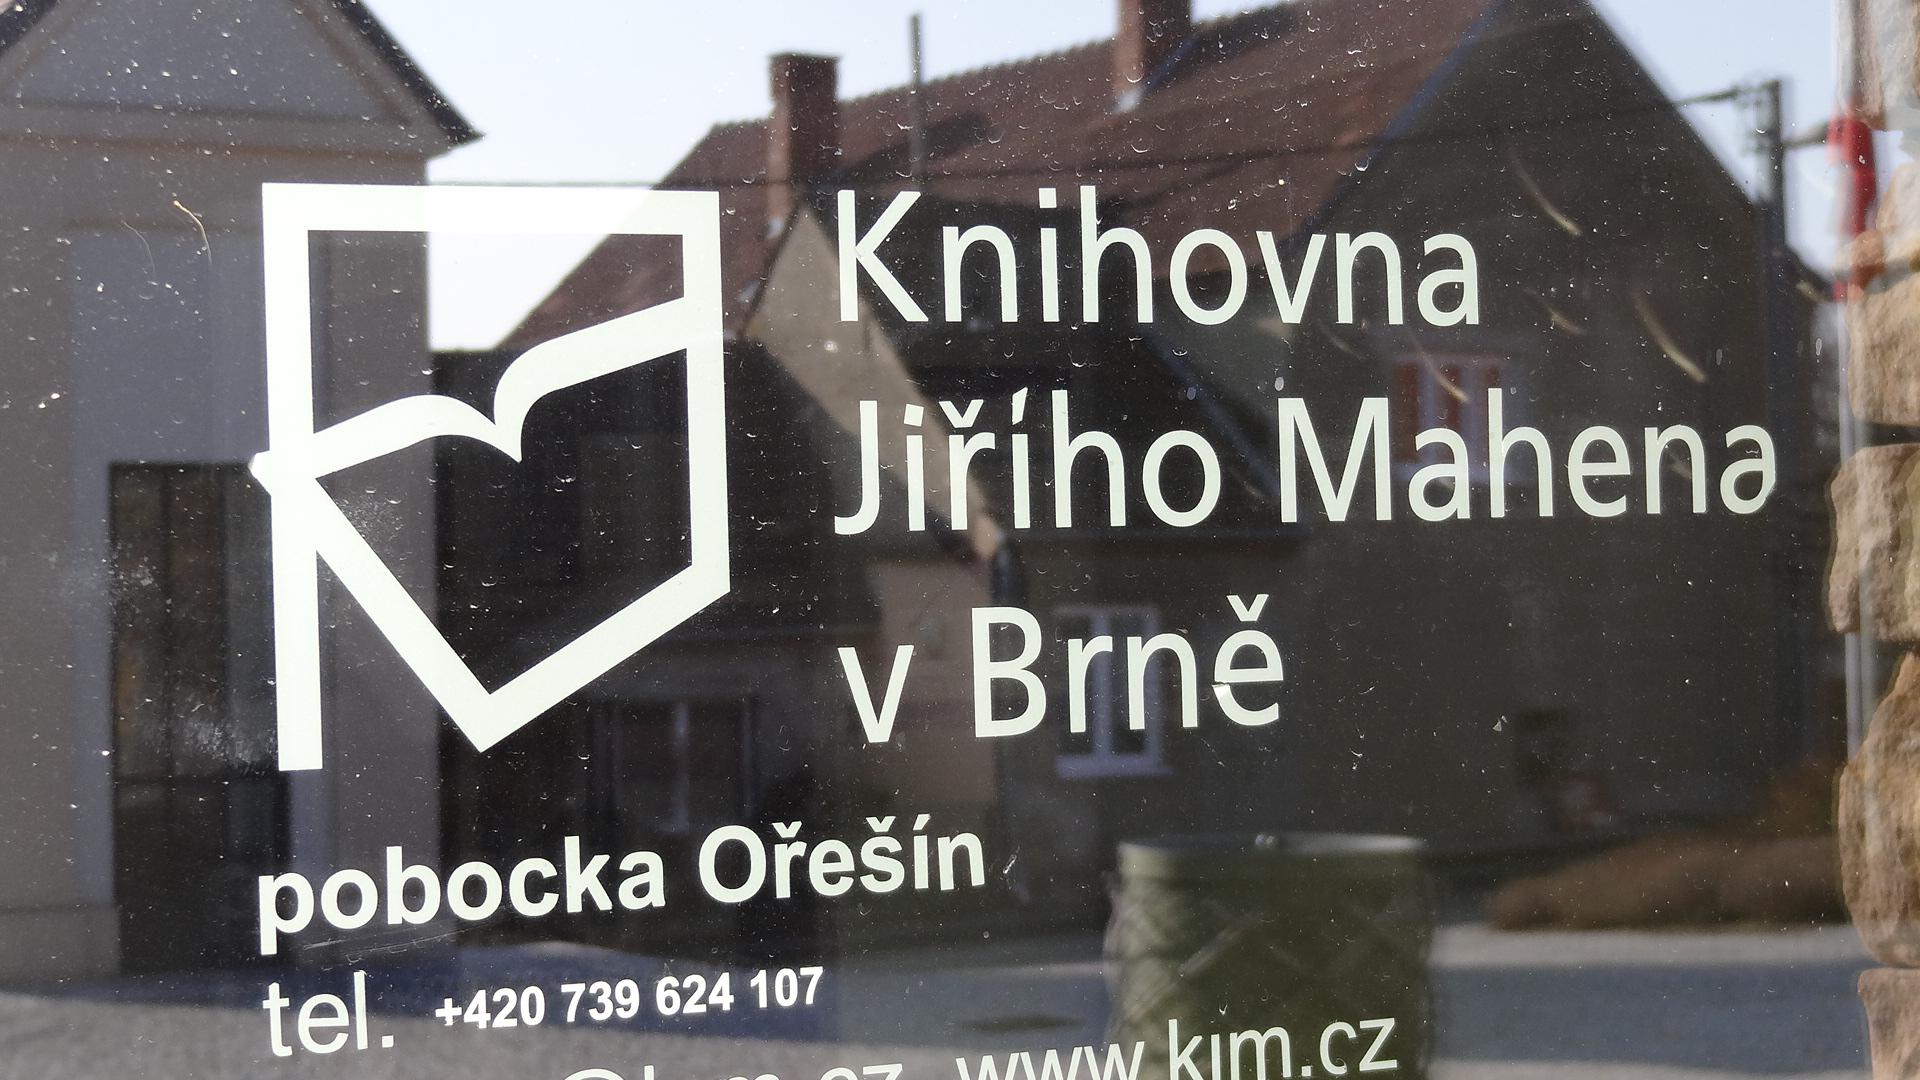 Knihovna
Jiřího Mahena
v Brně
pobocka Ořešín
tel. +420 739 624 107
www.kjm.cz